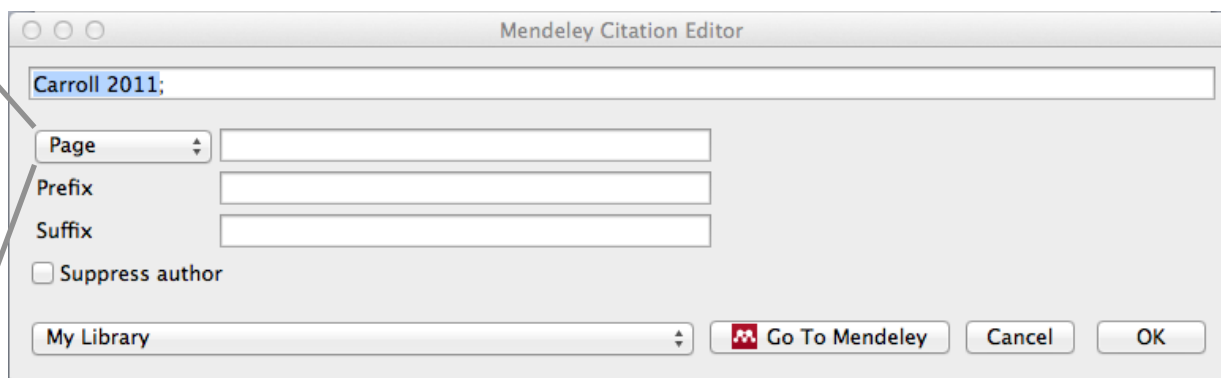 Mendeley Citation Editor
Carroll 2011;
Page
Prefix
Suffix
Suppress author
My Library Go To Mendeley Cancel OK